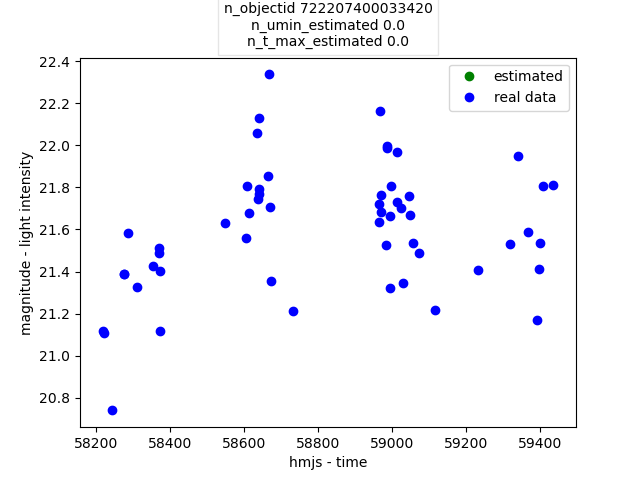 n_objectid 722207400033420
n_umin_estimated 0.0
n_t_max_estimated 0.0
estimated
real data
magnitude - light intensity
22.4
22.2
22.0
21.8
21.6
21.4
21.2
21.0
20.8
58200 58400 58600 58800 59000 59200 59400
hmjs - time